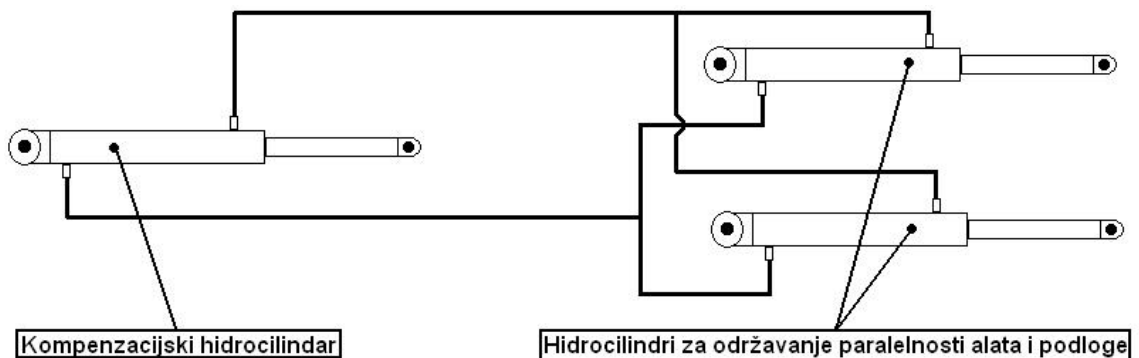 Kompenzacijski hidrocilindar
Hidrocilindri za održavanje paralelnosti alata i podloge